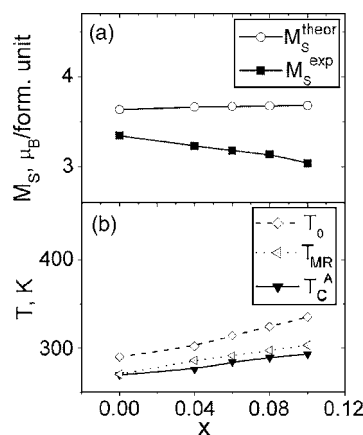 (a)
M_S^theor
M_S^exp
M_S, μ_B/form. unit
4
3
(b)
T_0
T_MR
T_C^A
T, K
400
300
0.00 0.04 0.08 0.12
x